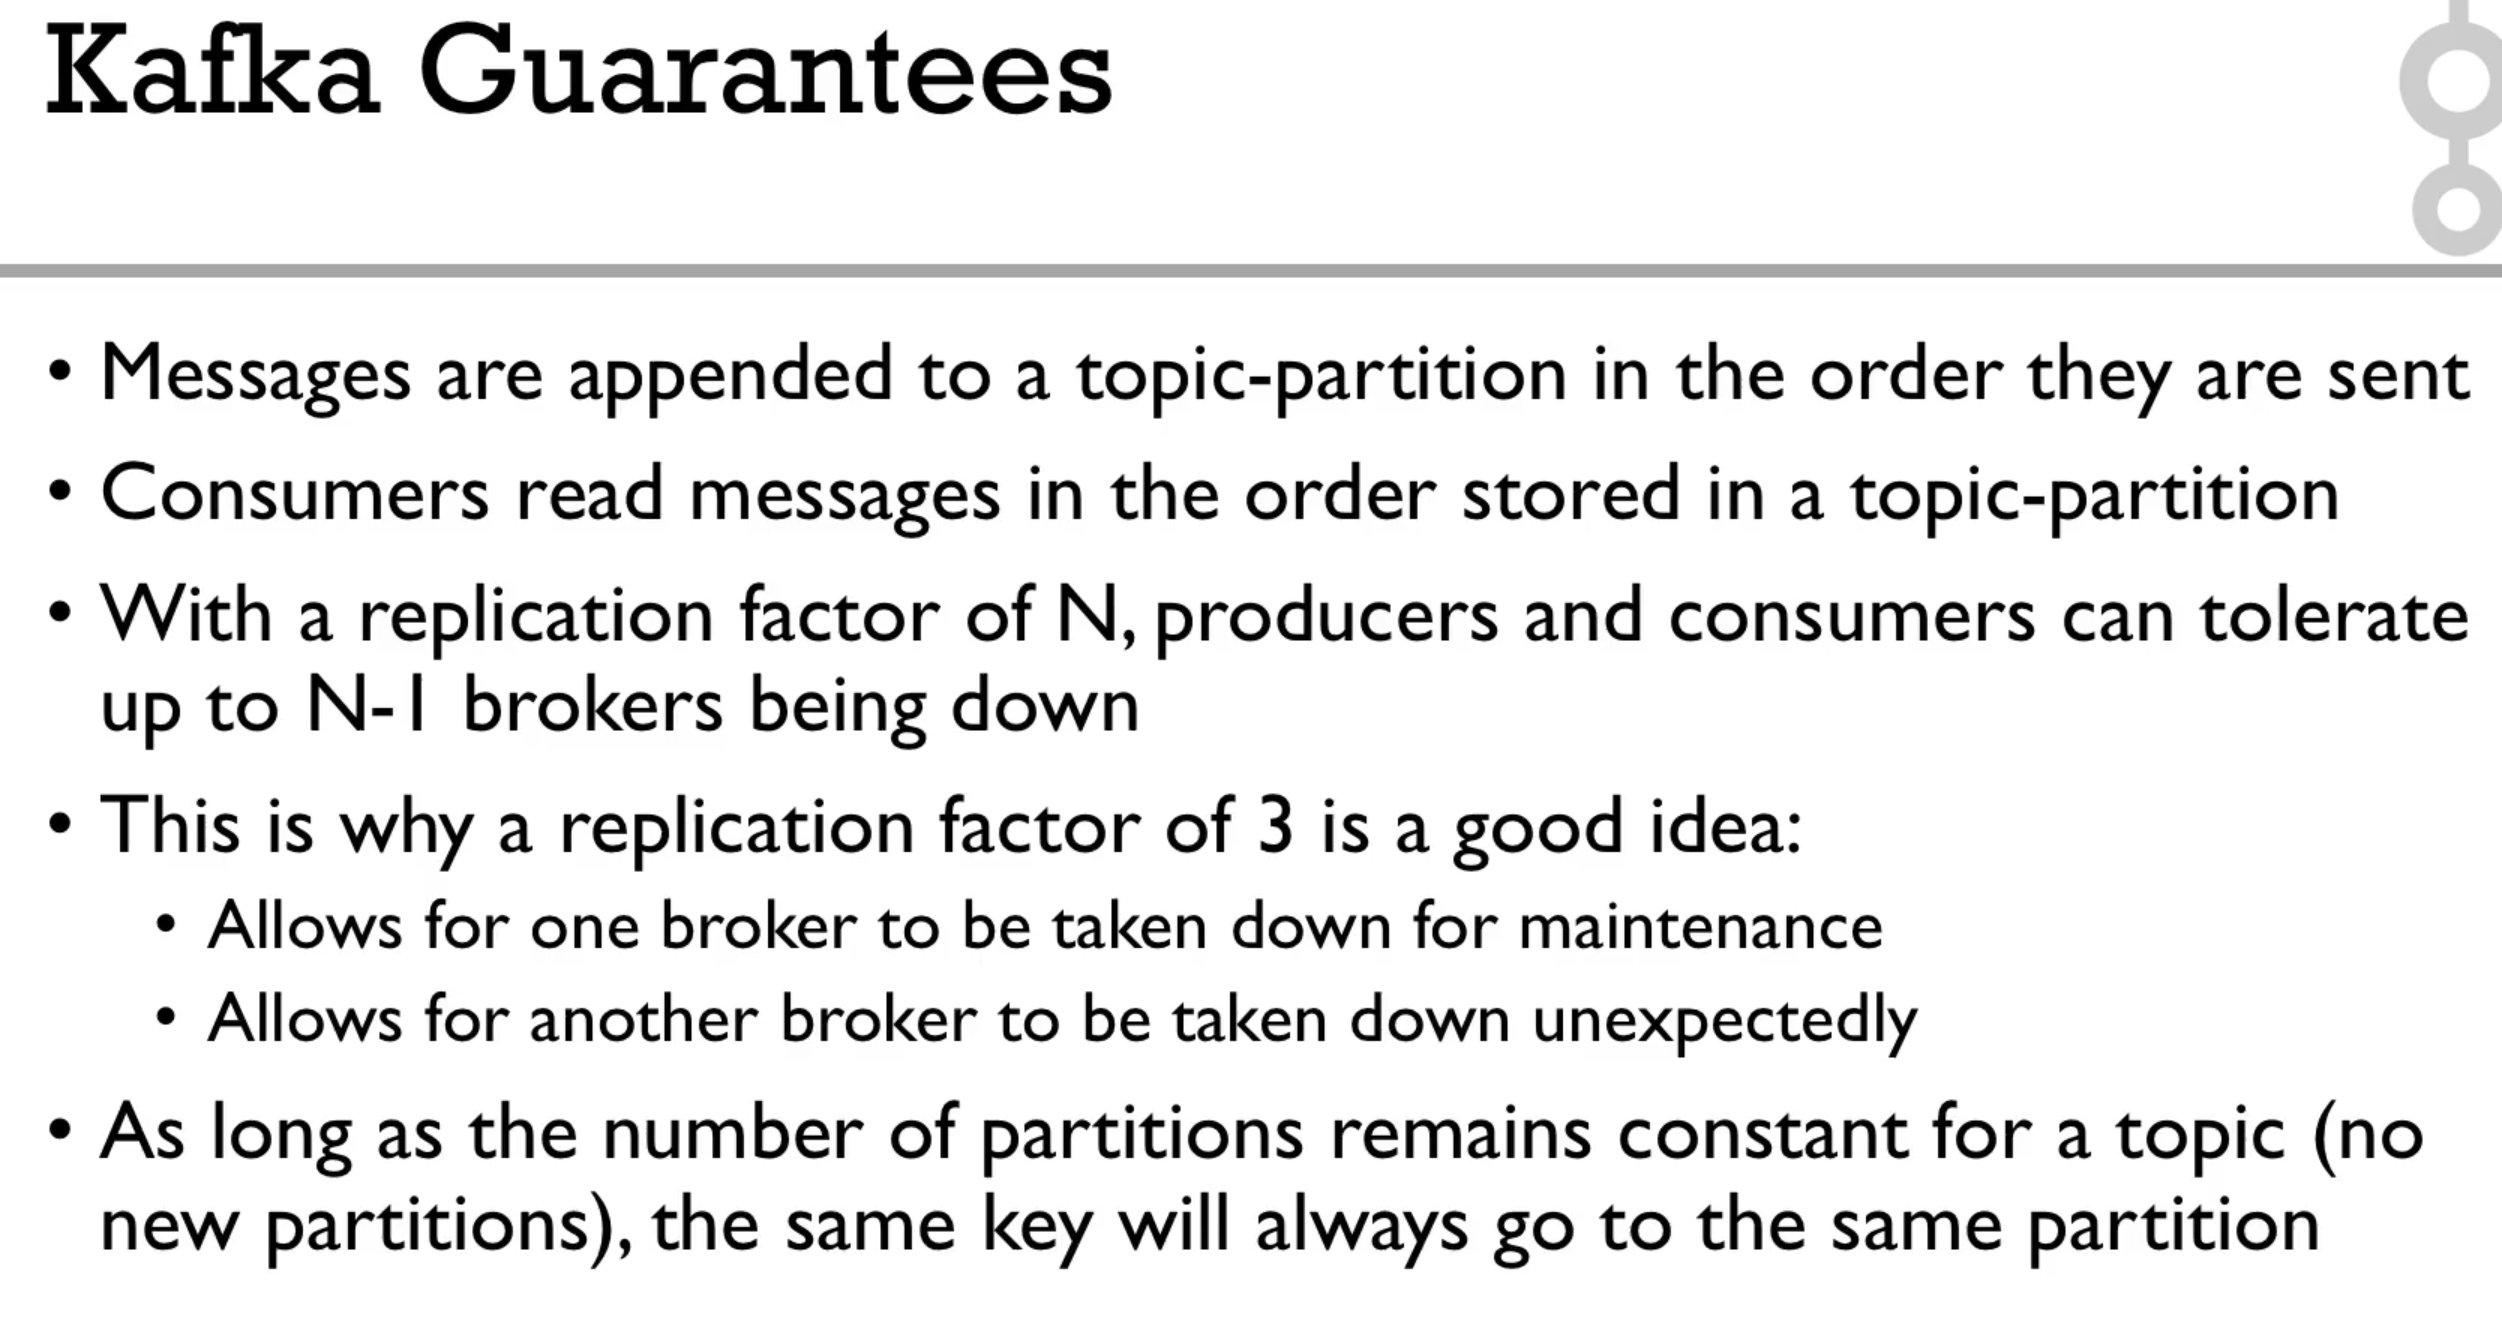 Kafka Guarantees
• Messages are appended to a topic-partition in the order they are sent
• Consumers read messages in the order stored in a topic-partition
• With a replication factor of N, producers and consumers can tolerate
up to N-1 brokers being down
• This is why a replication factor of 3 is a good idea:
• Allows for one broker to be taken down for maintenance
• Allows for another broker to be taken down unexpectedly
• As long as the number of partitions remains constant for a topic (no
new partitions), the same key will always go to the same partition